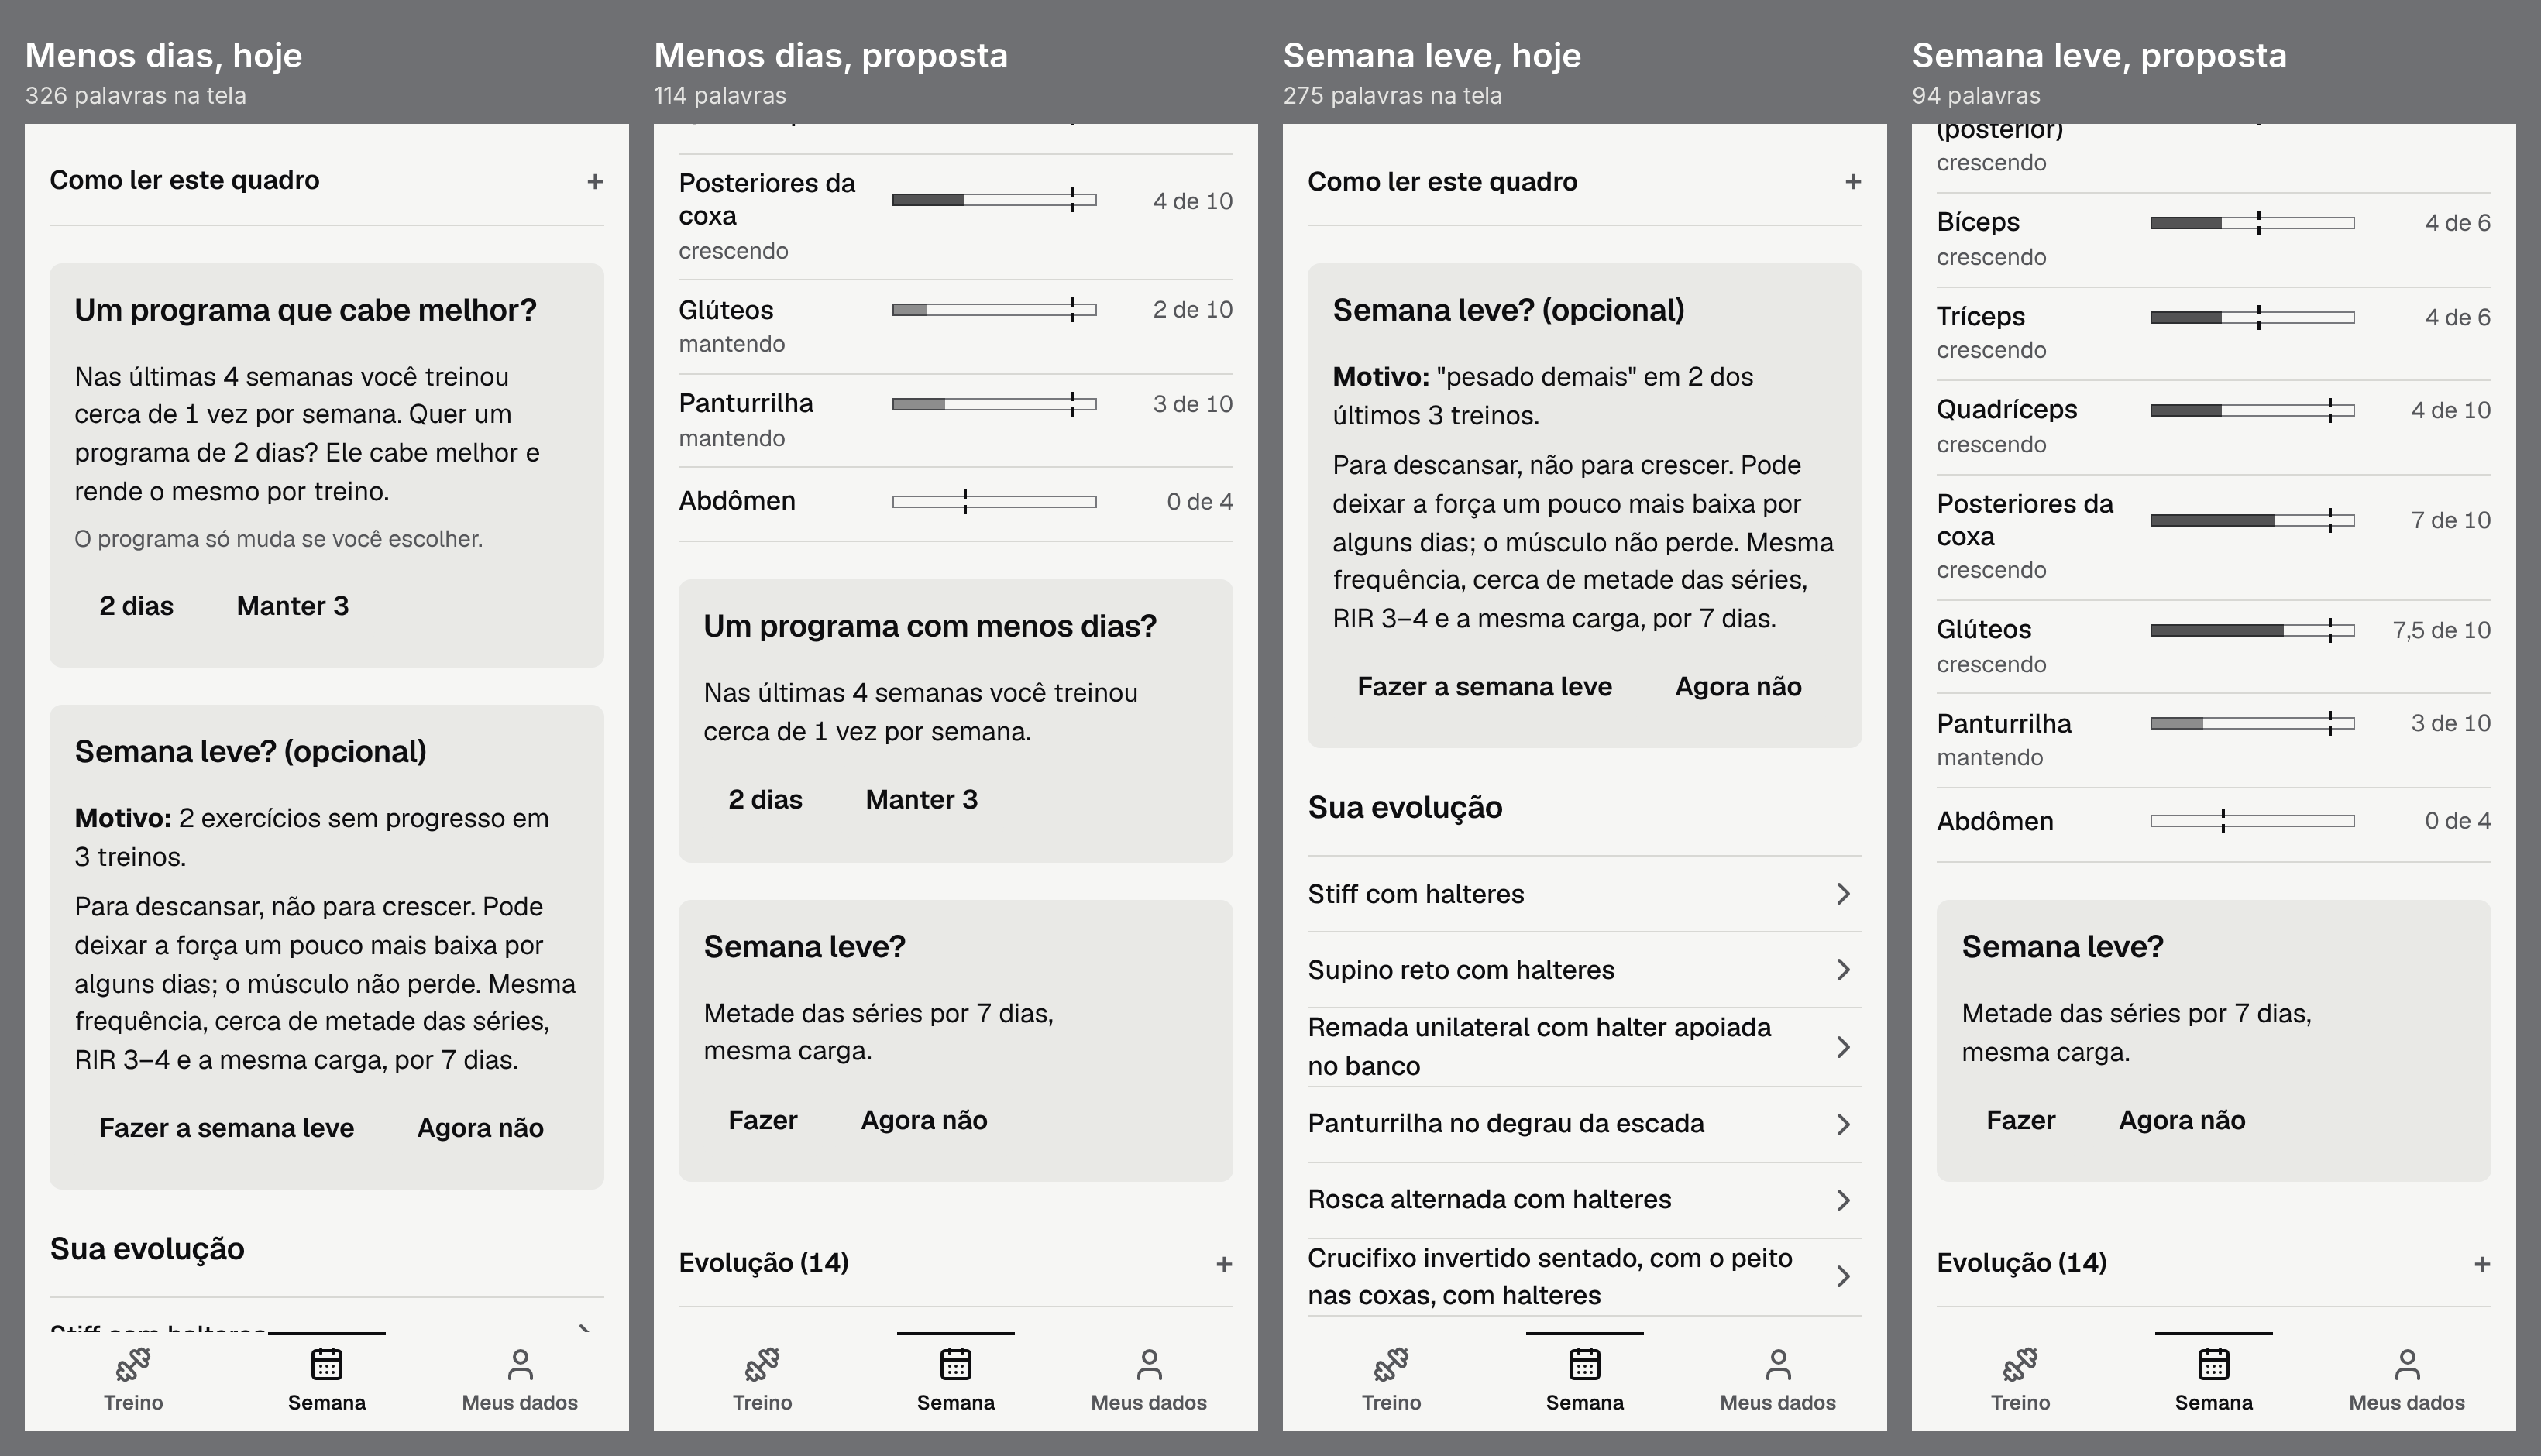 Menos dias, hoje
326 palavras na tela
Como ler este quadro
+
Um programa que cabe melhor?
Nas últimas 4 semanas você treinou
cerca de 1 vez por semana. Quer um
programa de 2 dias? Ele cabe melhor e
rende o mesmo por treino.
O programa só muda se você escolher.
2 dias
Manter 3
Semana leve? (opcional)
Motivo: 2 exercícios sem progresso em
3 treinos.
Para descansar, não para crescer. Pode
deixar a força um pouco mais baixa por
alguns dias; o músculo não perde. Mesma
frequência, cerca de metade das séries,
RIR 3–4 e a mesma carga, por 7 dias.
Fazer a semana leve
Agora não
Sua evolução
Stiff com halteres
Treino
Semana
Meus dados
Menos dias, proposta
114 palavras
Posteriores da
coxa
crescendo
4 de 10
Glúteos
mantendo
2 de 10
Panturrilha
mantendo
3 de 10
Abdômen
0 de 4
Um programa com menos dias?
Nas últimas 4 semanas você treinou
cerca de 1 vez por semana.
2 dias
Manter 3
Semana leve?
Metade das séries por 7 dias,
mesma carga.
Fazer
Agora não
Evolução (14)
+
Treino
Semana
Meus dados
Semana leve, hoje
275 palavras na tela
Como ler este quadro
+
Semana leve? (opcional)
Motivo: "pesado demais" em 2 dos
últimos 3 treinos.
Para descansar, não para crescer. Pode
deixar a força um pouco mais baixa por
alguns dias; o músculo não perde. Mesma
frequência, cerca de metade das séries,
RIR 3–4 e a mesma carga, por 7 dias.
Fazer a semana leve
Agora não
Sua evolução
Stiff com halteres
Supino reto com halteres
Remada unilateral com halter apoiada
no banco
Panturrilha no degrau da escada
Rosca alternada com halteres
Crucifixo invertido sentado, com o peito
nas coxas, com halteres
Treino
Semana
Meus dados
Semana leve, proposta
94 palavras
(posterior)
crescendo
Bíceps
crescendo
4 de 6
Tríceps
crescendo
4 de 6
Quadríceps
crescendo
4 de 10
Posteriores da
coxa
crescendo
7 de 10
Glúteos
crescendo
7,5 de 10
Panturrilha
mantendo
3 de 10
Abdômen
0 de 4
Semana leve?
Metade das séries por 7 dias,
mesma carga.
Fazer
Agora não
Evolução (14)
+
Treino
Semana
Meus dados